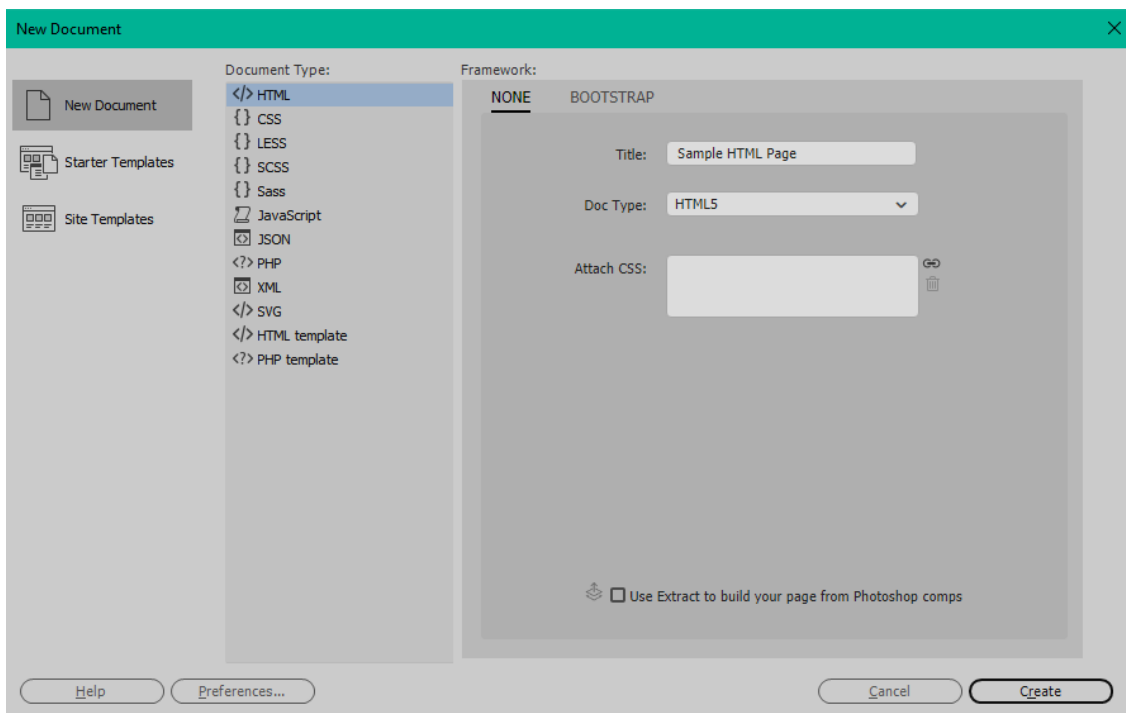 New Document
New Document
Starter Templates
Site Templates
Document Type:
</> HTML
{} CSS
{} LESS
{} SCSS
{} Sass
JavaScript
JSON
<?> PHP
XML
</> SVG
</> HTML template
<?> PHP template
Framework:
NONE BOOTSTRAP
Title: Sample HTML Page
Doc Type: HTML5
Attach CSS:
Use Extract to build your page from Photoshop comps
Help Preferences... Cancel Create